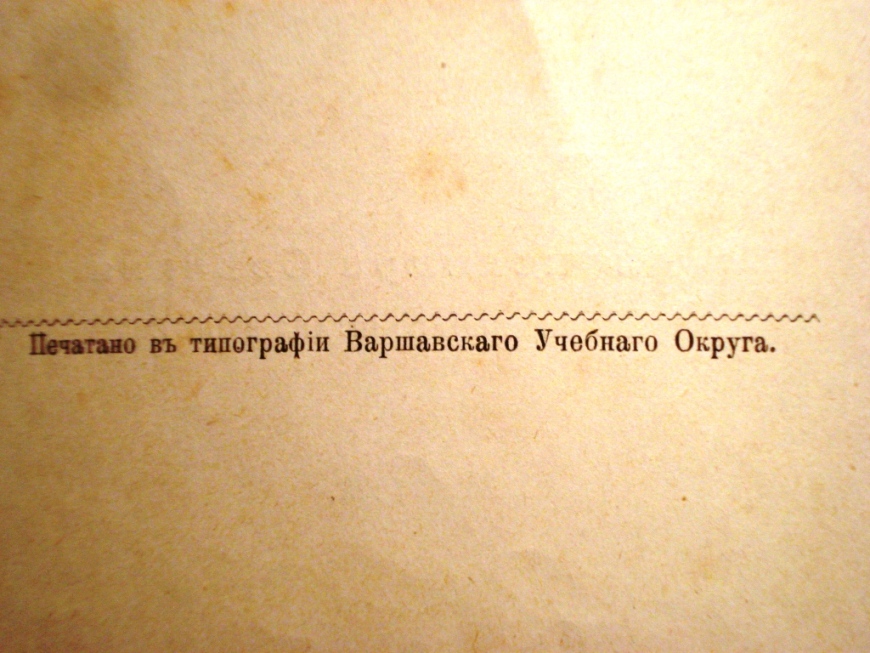 Печатано въ типографіи Варшавскаго Учебнаго Округа.